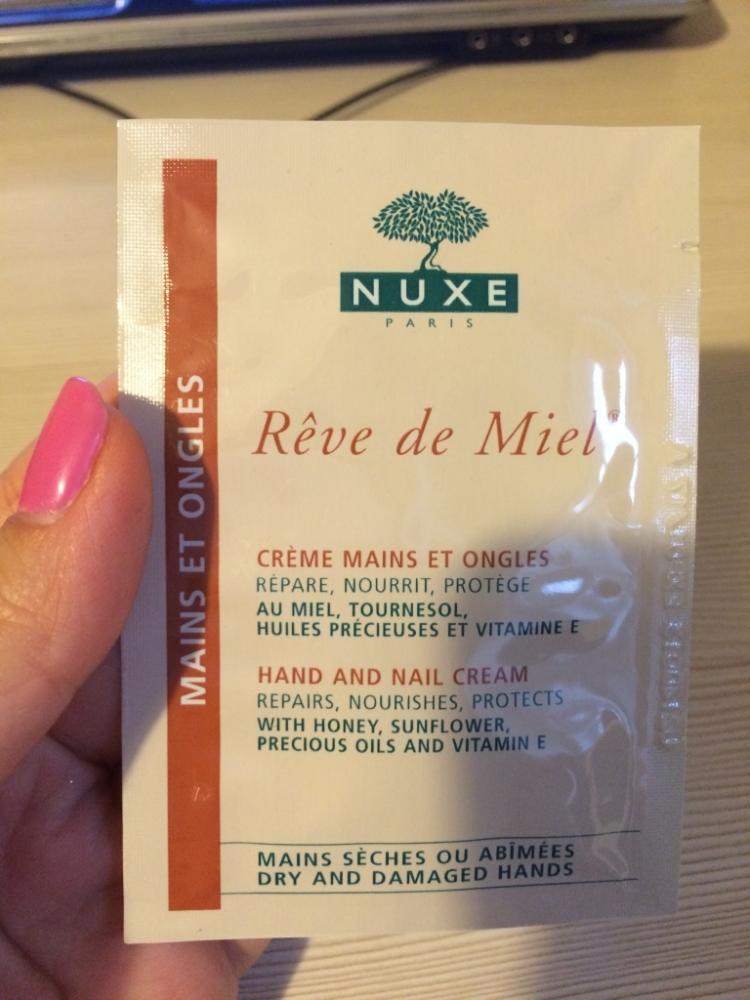 NUXE
PARIS
MAINS ET ONGLES
Rêve de Miel®
CRÈME MAINS ET ONGLES
RÉPARE, NOURRIT, PROTÈGE
AU MIEL, TOURNESOL,
HUILES PRÉCIEUSES ET VITAMINE E
HAND AND NAIL CREAM
REPAIRS, NOURISHES, PROTECTS
WITH HONEY, SUNFLOWER,
PRECIOUS OILS AND VITAMIN E
MAINS SÈCHES OU ABÎMÉES
DRY AND DAMAGED HANDS